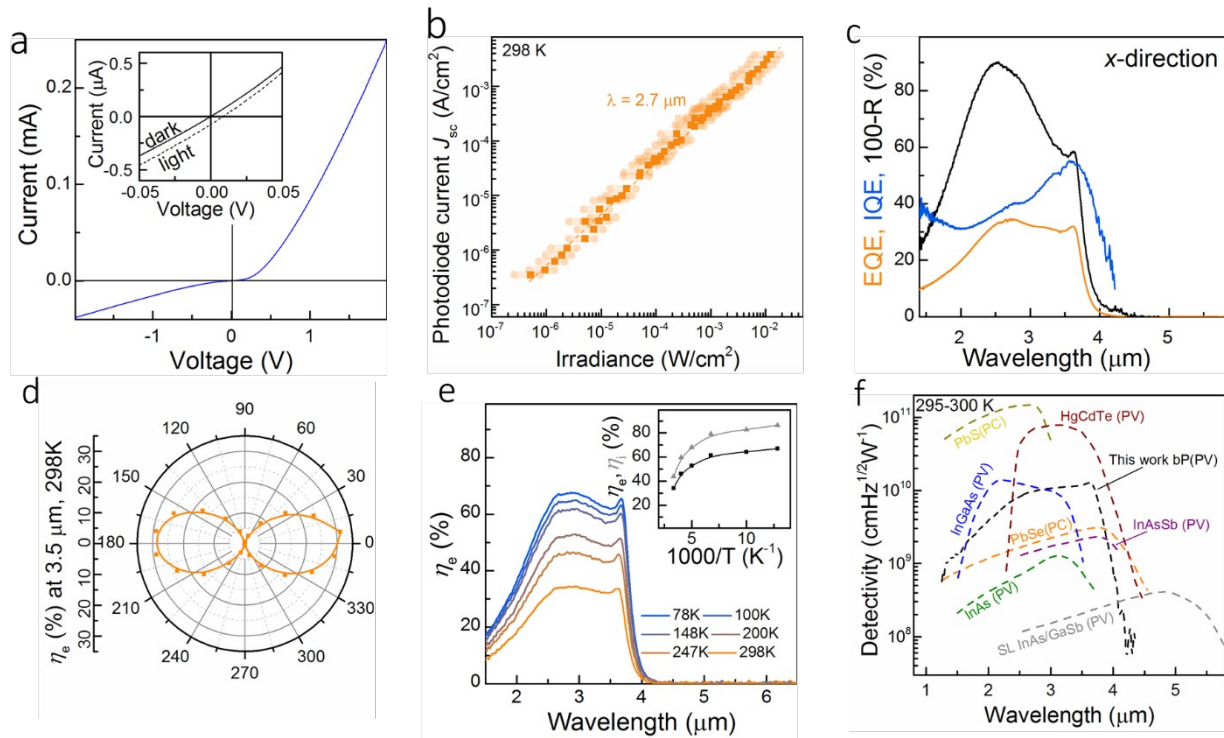 a
Current (mA)
0.2
0.1
0.0
-1
0
1
Voltage (V)
Current (µA)
0.5
0.0
-0.5
dark
light
-0.05
0.00
0.05
Voltage (V)
b
298 K
λ = 2.7 µm
Photodiode current Jsc (A/cm²)
10⁻²
10⁻³
10⁻⁴
10⁻⁵
10⁻⁶
10⁻⁷
10⁻⁷
10⁻⁶
10⁻⁵
10⁻⁴
10⁻³
10⁻²
Irradiance (W/cm²)
c
x-direction
EQE, IQE, 100-R (%)
80
60
40
20
0
2
3
4
5
Wavelength (µm)
d
ηe (%) at 3.5 µm, 298K
30
20
10
0
10
20
30
90
120
60
150
30
180
0
10
20
30
0
210
330
240
300
270
e
ηe (%)
80
60
40
20
0
2
3
4
5
6
Wavelength (µm)
78K
100K
148K
200K
247K
298K
ηe, ηi (%)
80
60
40
20
5
10
1000/T (K⁻¹)
f
295-300 K
Detectivity (cmHz¹/²W⁻¹)
10¹¹
10¹⁰
10⁹
10⁸
PbS(PC)
HgCdTe (PV)
This work bP(PV)
InGaAs (PV)
PbSe(PC)
InAsSb (PV)
InAs (PV)
SL InAs/GaSb (PV)
1
2
3
4
5
Wavelength (µm)